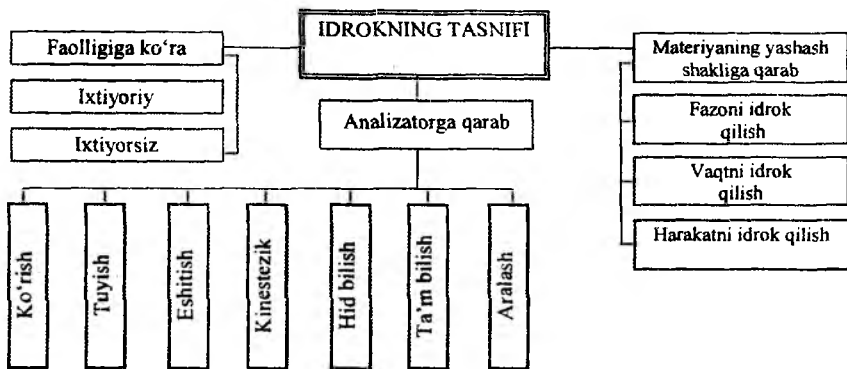 IDROKNING TASNIFI
Faolligiga ko‘ra
Ixtiyoriy
Ixtiyorsiz
Analizatorga qarab
Ko‘rish
Tuyish
Eshitish
Kinestezik
Hid bilish
Ta’m bilish
Aralash
Materiyaning yashash
shakliga qarab
Fazoni idrok
qilish
Vaqtni idrok
qilish
Harakatni idrok qilish